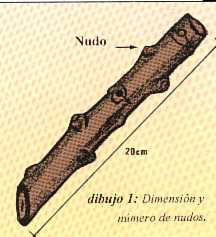 Nudo
20cm
dibujo 1: Dimensión y
número de nudos.